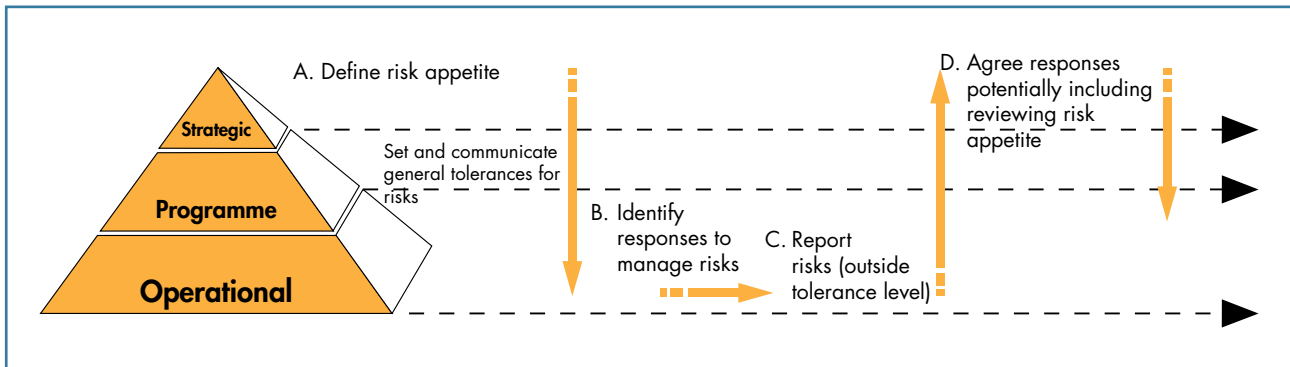 A. Define risk appetite
D. Agree responses
potentially including
reviewing risk
appetite
Strategic
Set and communicate
general tolerances for
risks
Programme
B. Identify
responses to
manage risks
C. Report
risks (outside
tolerance level)
Operational